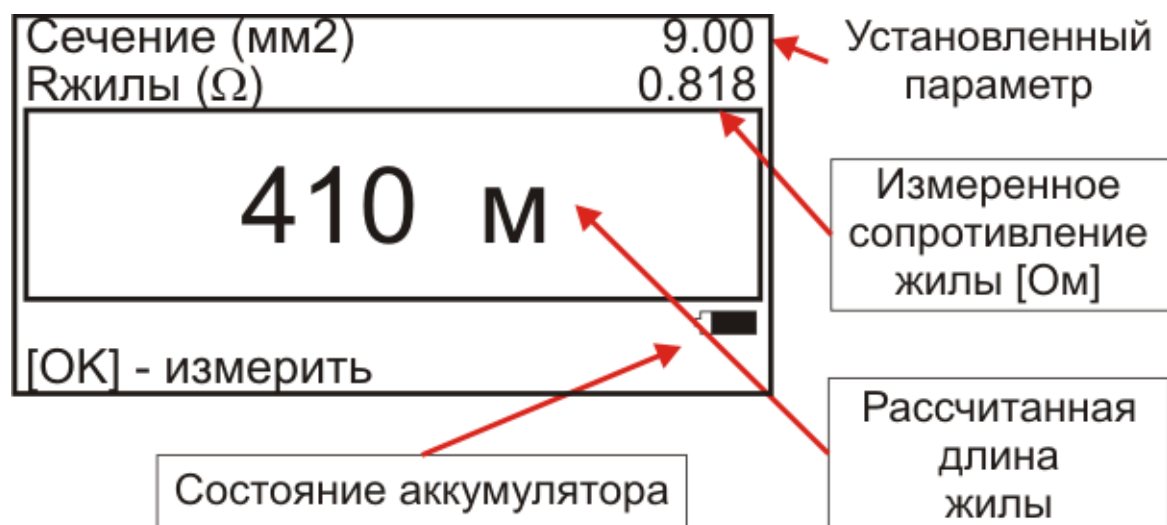 Сечение (мм2) 9.00
Rжилы (Ω) 0.818
410 м
[OK] - измерить
Установленный
параметр
Измеренное
сопротивление
жилы [Ом]
Рассчитанная
длина
жилы
Состояние аккумулятора